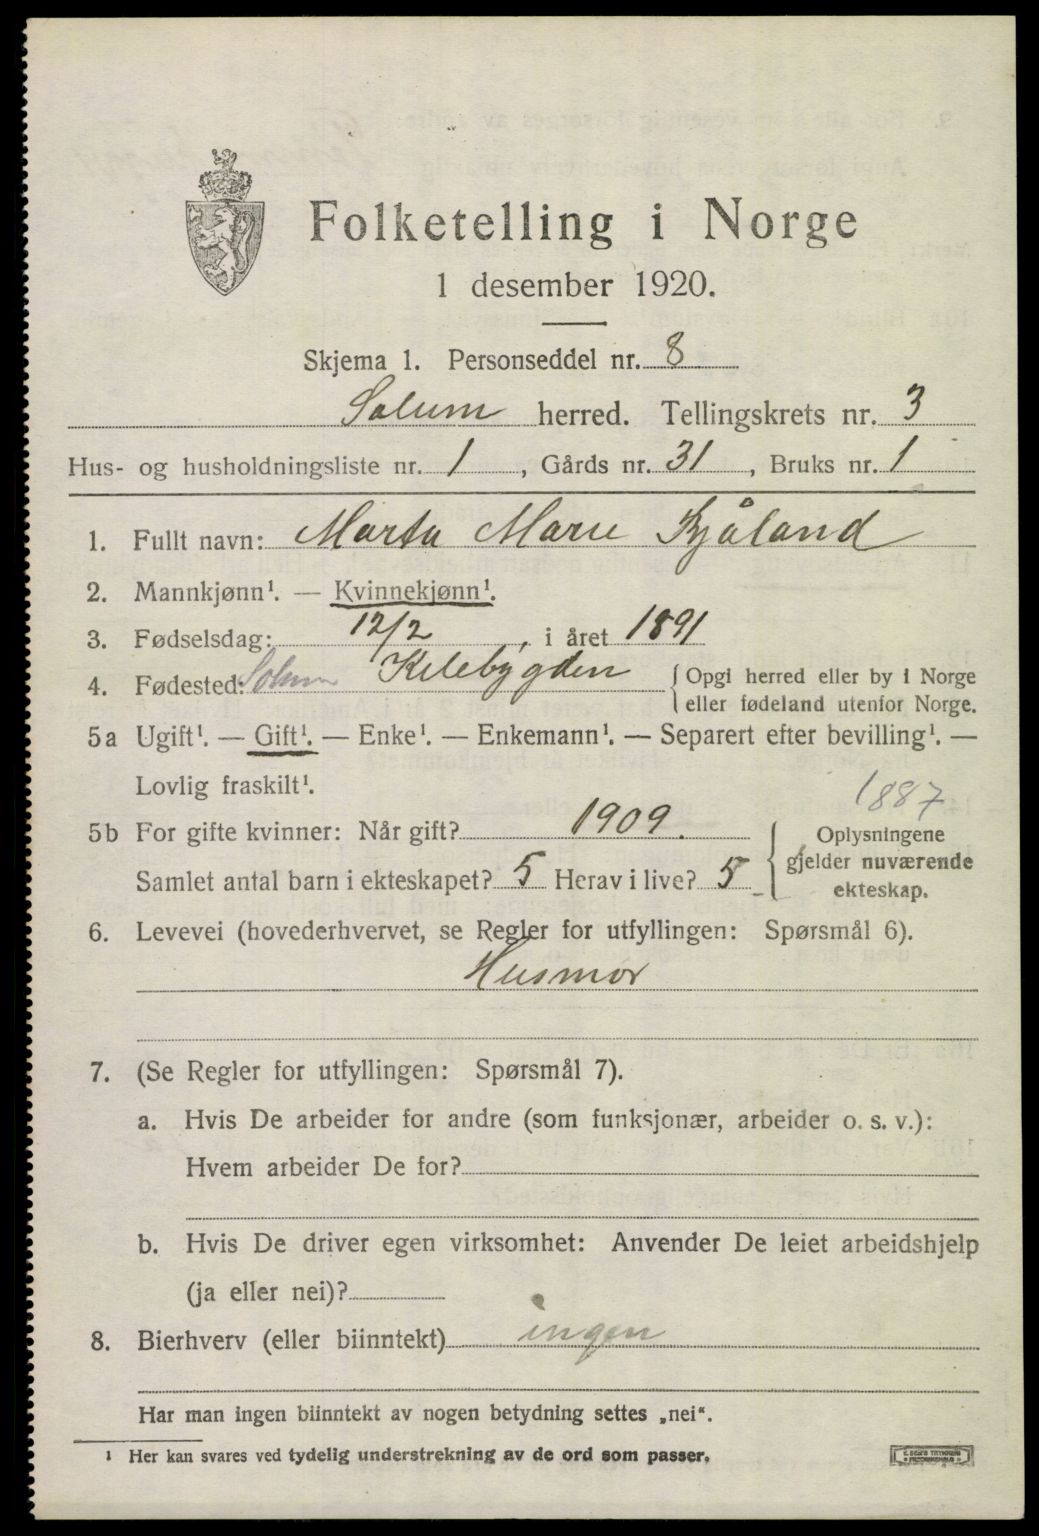 Folketelling i Norge
1 desember 1920.
Skjema 1. Personseddel nr. 8
Solum herred. Tellingskrets nr. 3
Hus- og husholdningsliste nr. 1, Gårds nr. 31, Bruks nr. 1
1. Fullt navn: Marta Marie Kjåland
2. Mannkjønn¹. — Kvinnekjønn¹.
3. Fødselsdag: 12/2, i året 1891
4. Fødested: Solum Kilebygden { Opgi herred eller by i Norge
eller fødeland utenfor Norge.
5a Ugift¹. — Gift¹. — Enke¹. — Enkemann¹. — Separert efter bevilling¹. —
Lovlig fraskilt¹.
1887
5b For gifte kvinner: Når gift? 1909. { Oplysningene
gjelder nuværende
Samlet antal barn i ekteskapet? 5 Herav i live? 5
ekteskap.
6. Levevei (hovederhvervet, se Regler for utfyllingen: Spørsmål 6).
Husmor
7. (Se Regler for utfyllingen: Spørsmål 7).
a. Hvis De arbeider for andre (som funksjonær, arbeider o. s. v.):
Hvem arbeider De for?
b. Hvis De driver egen virksomhet: Anvender De leiet arbeidshjelp
(ja eller nei)?
8. Bierhverv (eller biinntekt) ingen
Har man ingen biinntekt av nogen betydning settes „nei“.
¹ Her kan svares ved tydelig understrekning av de ord som passer.